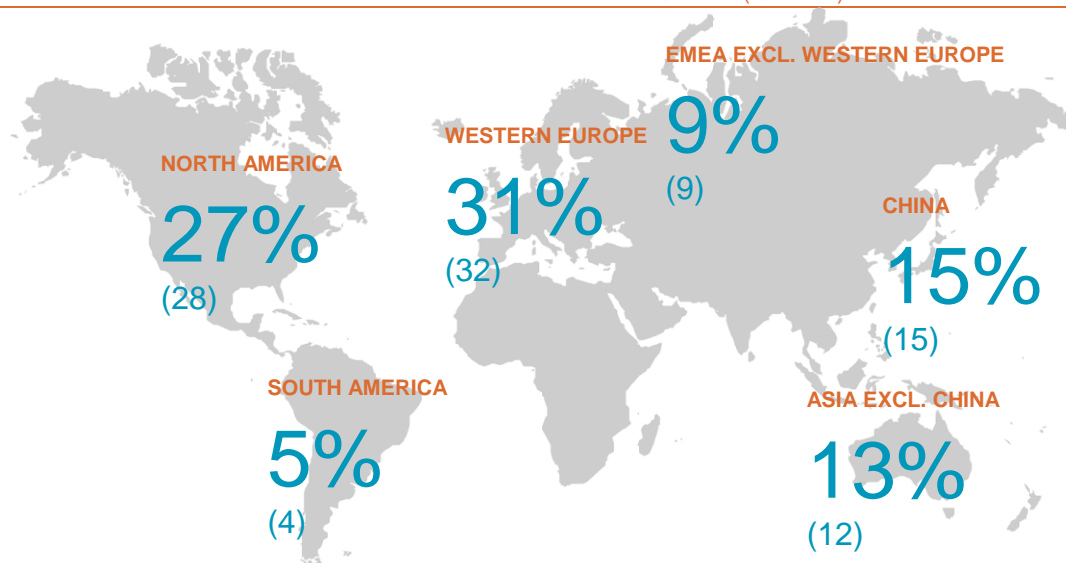 EMEA EXCL. WESTERN EUROPE
9%
(9)
WESTERN EUROPE
31%
(32)
NORTH AMERICA
27%
(28)
CHINA
15%
(15)
SOUTH AMERICA
5%
(4)
ASIA EXCL. CHINA
13%
(12)